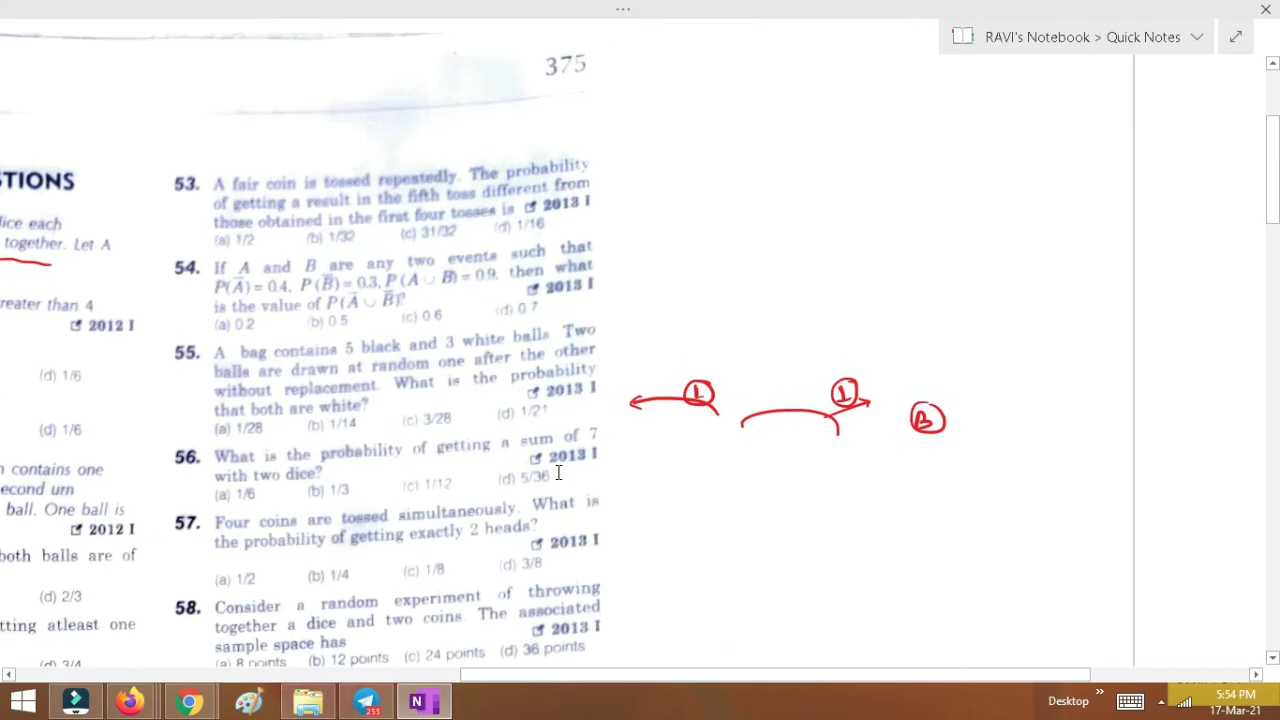 RAVI's Notebook > Quick Notes
375
STIONS
dice each
together. Let A
reater than 4
2012 I
(d) 1/6
(d) 1/6
n contains one
econd urn
ball. One ball is
2012 I
both balls are of
(d) 2/3
tting atleast one
(d) 3/4
53. A fair coin is tossed repeatedly. The probability
of getting a result in the fifth toss different from
those obtained in the first four tosses is 2013 I
(a) 1/2 (b) 1/32 (c) 31/32 (d) 1/16
54. If A and B are any two events such that
P(A̅) = 0.4, P(B̅) = 0.3, P(A ∪ B) = 0.9, then what
is the value of P(A̅ ∪ B̅)? 2013 I
(a) 0.2 (b) 0.5 (c) 0.6 (d) 0.7
55. A bag contains 5 black and 3 white balls. Two
balls are drawn at random one after the other
without replacement. What is the probability
that both are white? 2013 I
(a) 1/28 (b) 1/14 (c) 3/28 (d) 1/21
56. What is the probability of getting a sum of 7
with two dice? 2013 I
(a) 1/6 (b) 1/3 (c) 1/12 (d) 5/36
57. Four coins are tossed simultaneously. What is
the probability of getting exactly 2 heads?
2013 I
(a) 1/2 (b) 1/4 (c) 1/8 (d) 3/8
58. Consider a random experiment of throwing
together a dice and two coins. The associated
sample space has 2013 I
(a) 8 points (b) 12 points (c) 24 points (d) 36 points
1 1 B
255
N
Desktop
5:54 PM
17-Mar-21